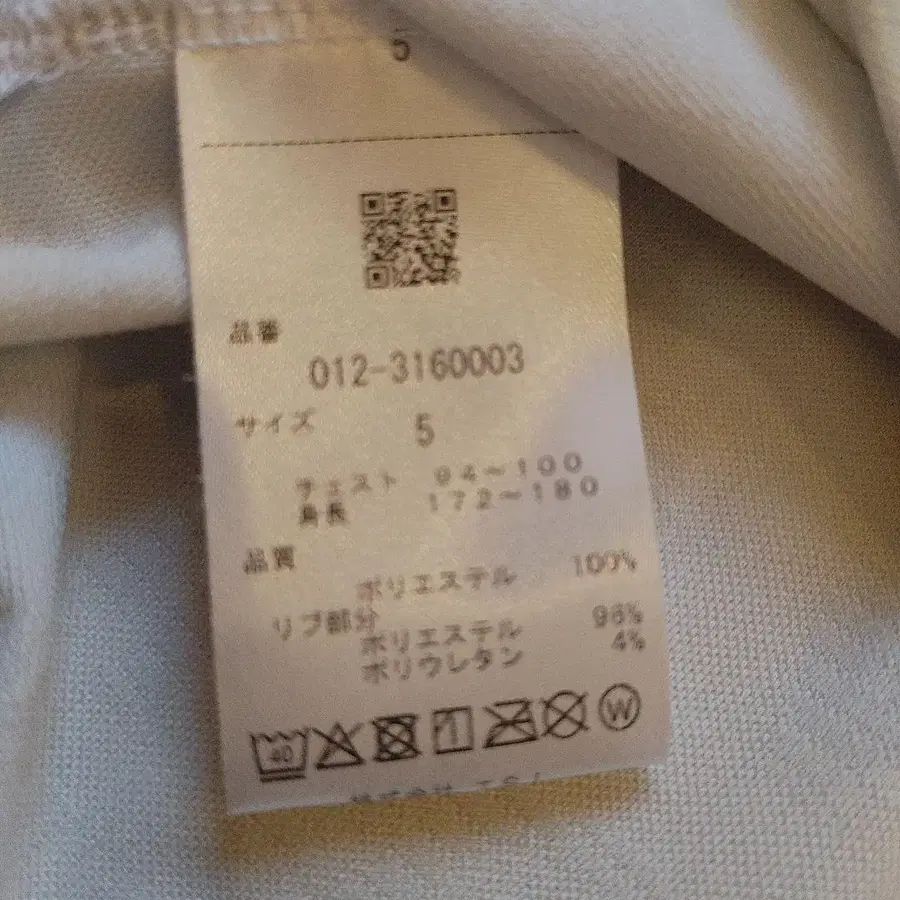 5
品番
012-3160003
サイズ 5
チェスト 94～100
身長 172～180
品質
ポリエステル 100%
リブ部分
ポリエステル 96%
ポリウレタン 4%
40 W